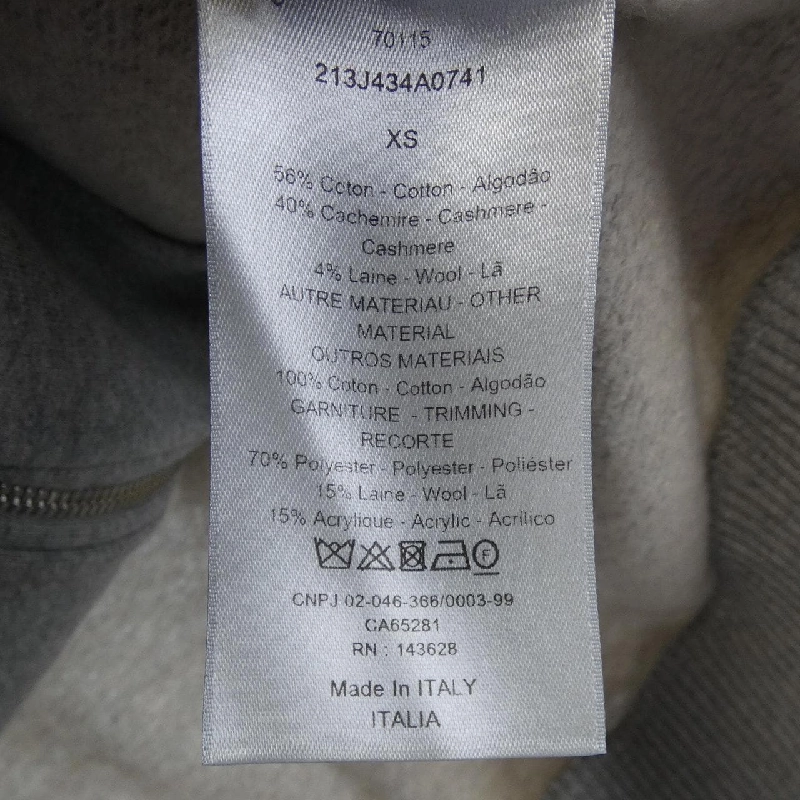 70115
213J434A0741
XS
56% Coton - Cotton - Algodão
40% Cachemire - Cashmere -
Cashmere
4% Laine - Wool - Lã
AUTRE MATERIAU - OTHER
MATERIAL
OUTROS MATERIAIS
100% Coton - Cotton - Algodão
GARNITURE - TRIMMING -
RECORTE
70% Polyester - Polyester - Poliéster
15% Laine - Wool - Lã
15% Acrylique - Acrylic - Acrílico
F
CNPJ 02-046-366/0003-99
CA65281
RN : 143628
Made In ITALY
ITALIA